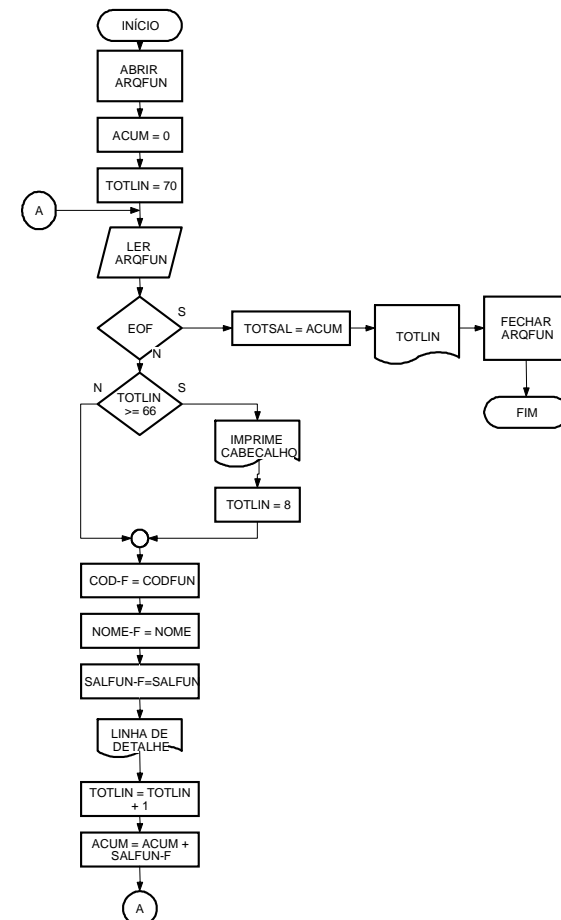 INÍCIO
ABRIR
ARQFUN
ACUM = 0
TOTLIN = 70
A
LER
ARQFUN
EOF
S
N
TOTSAL = ACUM
TOTLIN
FECHAR
ARQFUN
FIM
N
TOTLIN
>= 66
S
IMPRIME
CABECALHO
TOTLIN = 8
COD-F = CODFUN
NOME-F = NOME
SALFUN-F=SALFUN
LINHA DE
DETALHE
TOTLIN = TOTLIN
+ 1
ACUM = ACUM +
SALFUN-F
A